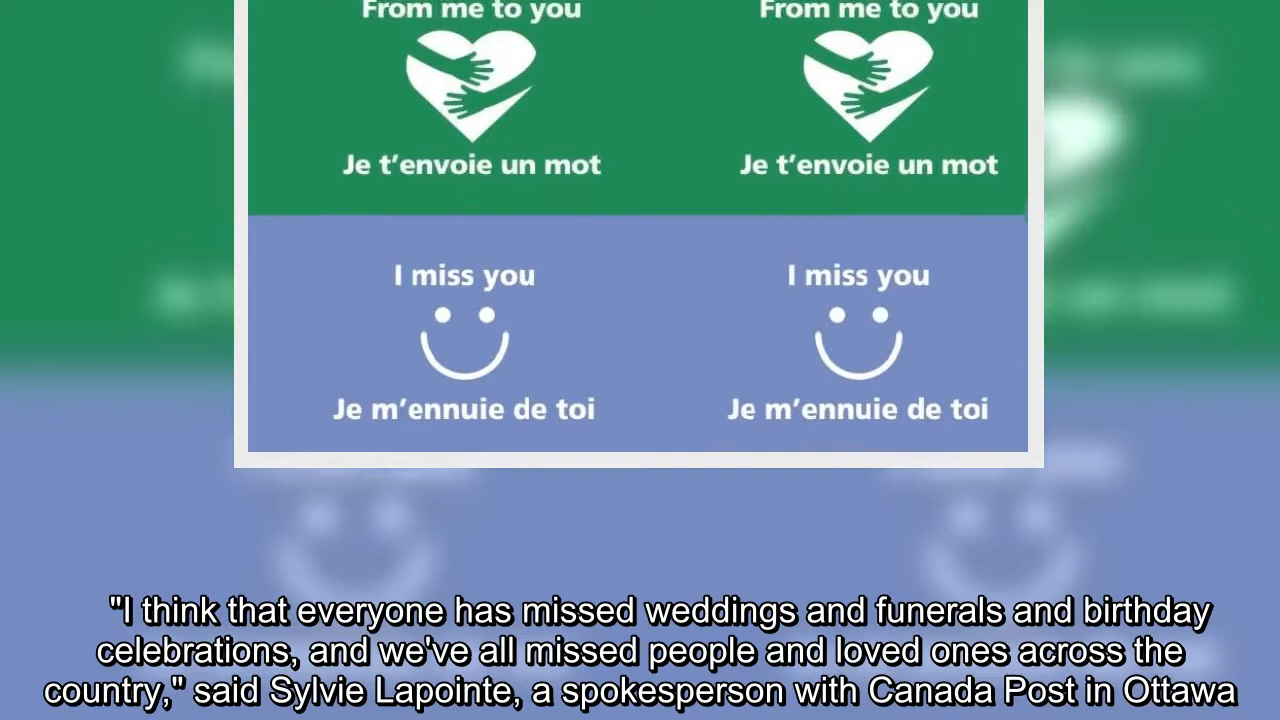 From me to you From me to you
Je t'envoie un mot Je t'envoie un mot
I miss you I miss you
Je m'ennuie de toi Je m'ennuie de toi
"I think that everyone has missed weddings and funerals and birthday
celebrations, and we've all missed people and loved ones across the
country," said Sylvie Lapointe, a spokesperson with Canada Post in Ottawa